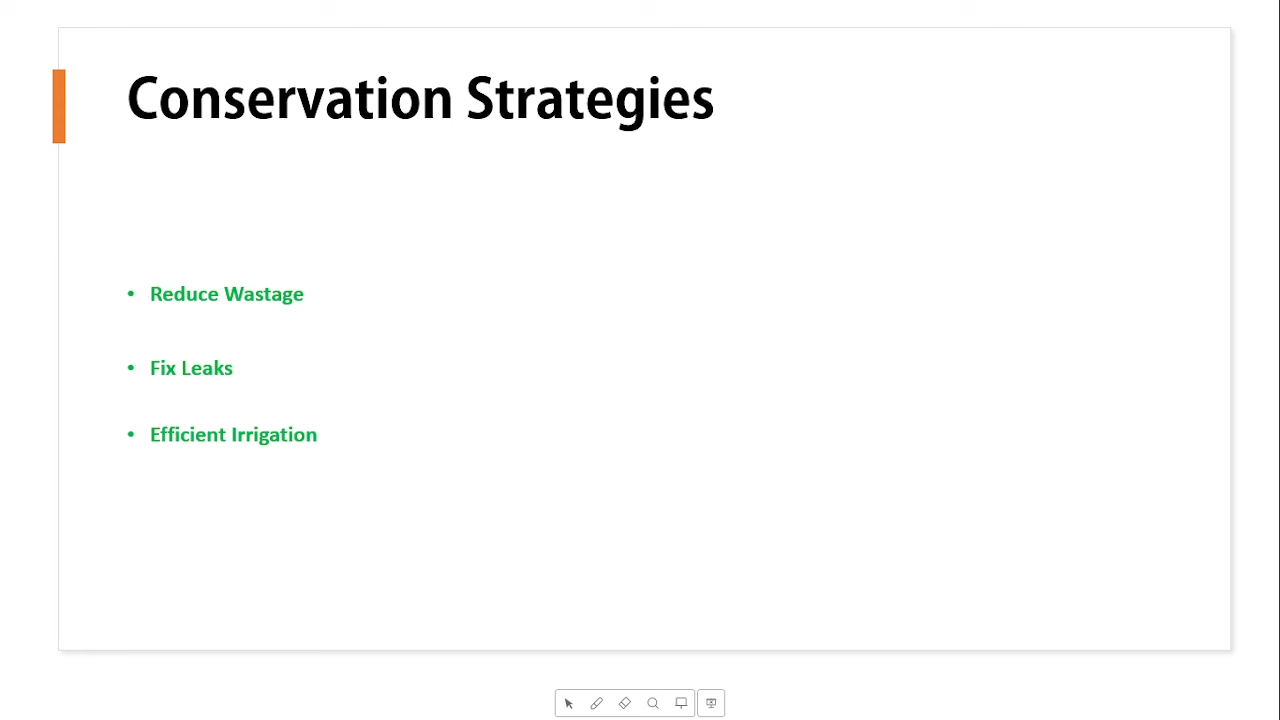 Conservation Strategies
• Reduce Wastage
• Fix Leaks
• Efficient Irrigation